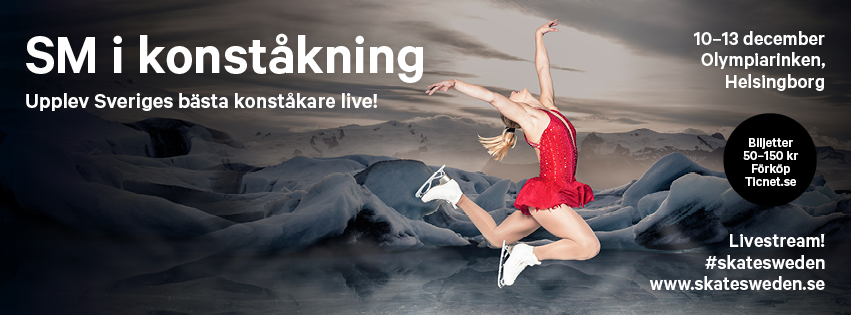 SM i konståkning
Upplev Sveriges bästa konståkare live!
10–13 december
Olympiarinken,
Helsingborg
Biljetter
50–150 kr
Förköp
Ticnet.se
Livestream!
#skatesweden
www.skatesweden.se